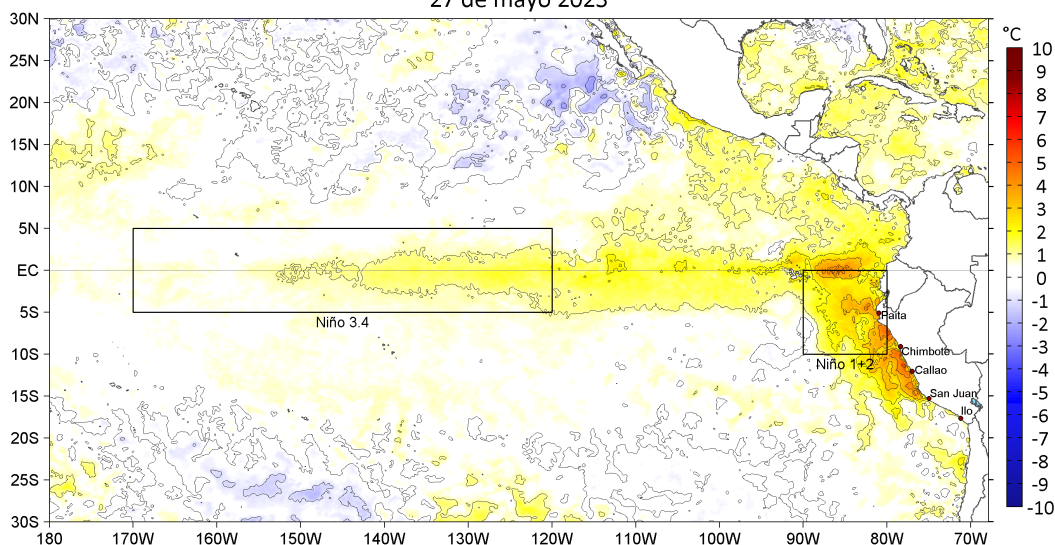 27 de mayo 2023
°C
30N
25N
20N
15N
10N
5N
EC
5S
10S
15S
20S
25S
30S
180
170W
160W
150W
140W
130W
120W
110W
100W
90W
80W
70W
Niño 3.4
Niño 1+2
Paita
Chimbote
Callao
San Juan
Ilo
10
9
8
7
6
5
4
3
2
1
0
-1
-2
-3
-4
-5
-6
-7
-8
-9
-10